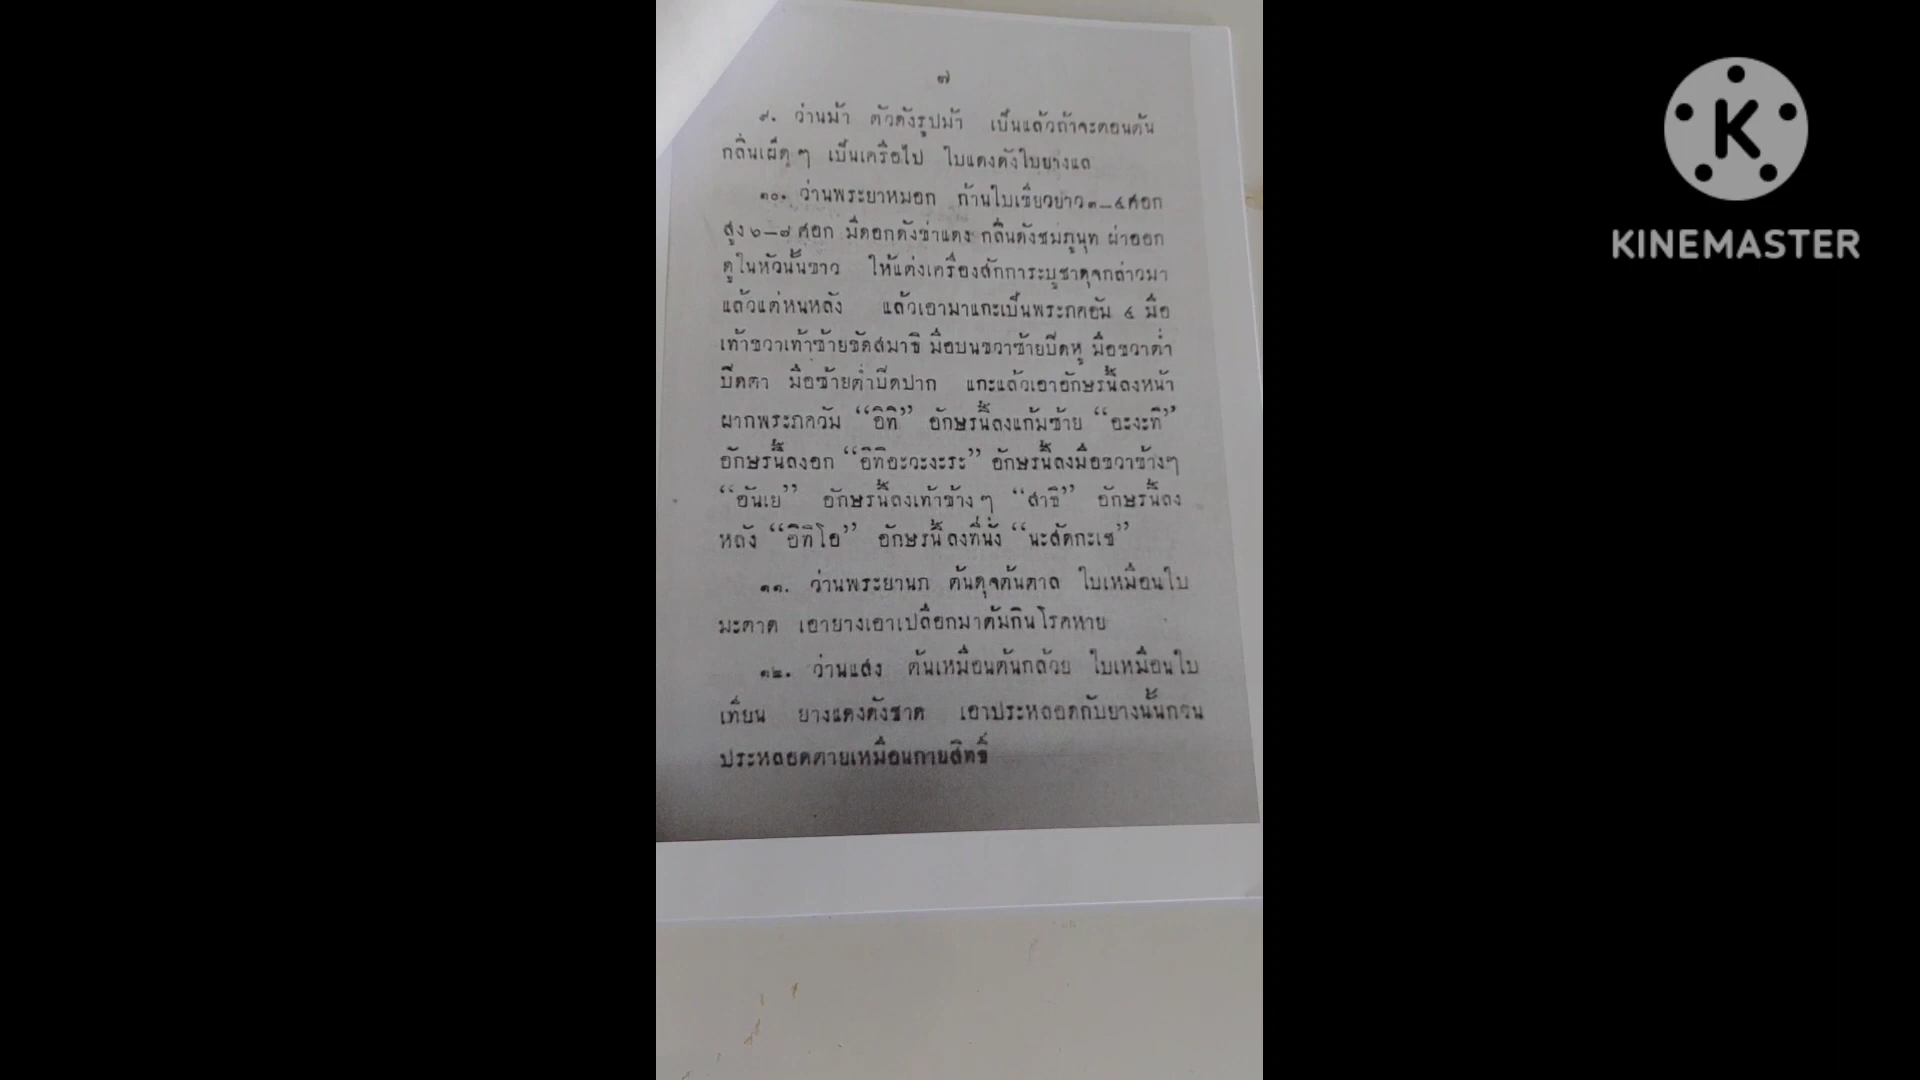 ๗
๙. ว่านม้า ตัวดังรูปม้า เป็นแล้วถ้าจะตอนต้น
กลิ่นเผ็ดๆ เป็นเครือไป ใบแดงดังใบยางแล
๑๐. ว่านพระยาหมอก ก้านใบเขียวยาว ๓–๔ ศอก
สูง ๖–๗ ศอก มีดอกดังข่าแดง กลิ่นดังชมภูนุท ผ่าออก
ดูในหัวนั้นขาว ให้แต่งเครื่องสักการะบูชาดุจกล่าวมา
แล้วแต่หนหลัง แล้วเอามาแกะเป็นพระภควัม ๔ มือ
เท้าขวาเท้าซ้ายขัดสมาธิ มือบนขวาซ้ายปิดหู มือขวาต่ำ
ปิดตา มือซ้ายต่ำปิดปาก แกะแล้วเอาอักษรนี้ลงหน้า
ผากพระภควัม “อิทิ” อักษรนี้ลงแก้มซ้าย “อะงะที”
อักษรนี้ลงอก “อิทิอะวะงะระ” อักษรนี้ลงมือขวาข้างๆ
“อันเย” อักษรนี้ลงเท้าข้างๆ “สาธิ” อักษรนี้ลง
หลัง “อิทิโย” อักษรนี้ลงที่นั่ง “นะสัดกะเช”
๑๑. ว่านพระยานก ต้นดุจต้นตาล ใบเหมือนใบ
มะตาด เอายางเอาเปลือกมาต้มกินโรคหาย
๑๒. ว่านแสง ต้นเหมือนต้นกล้วย ใบเหมือนใบ
เทียน ยางแดงดังชาด เอาประหลอดกับยางนั้นกวน
ประหลอดตายเหมือนกายสิทธิ์
KINEMASTER